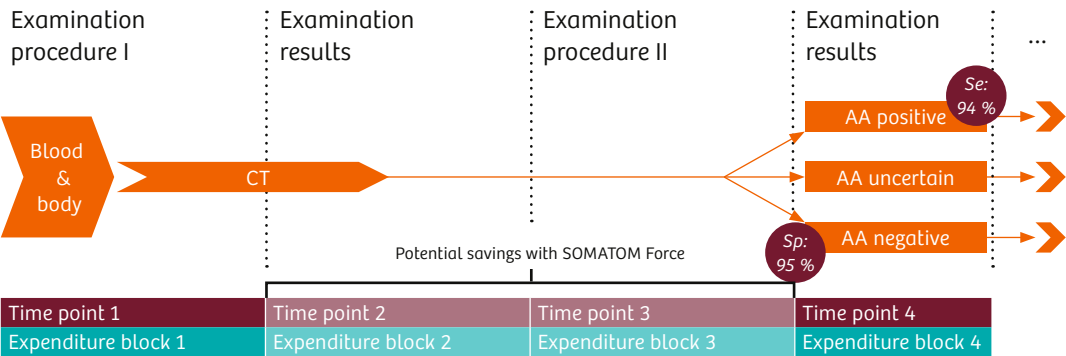 Examination
procedure I
Examination
results
Examination
procedure II
Examination
results
...
Blood
&
body
CT
AA positive
Se:
94 %
AA uncertain
AA negative
Sp:
95 %
Potential savings with SOMATOM Force
Time point 1
Time point 2
Time point 3
Time point 4
Expenditure block 1
Expenditure block 2
Expenditure block 3
Expenditure block 4